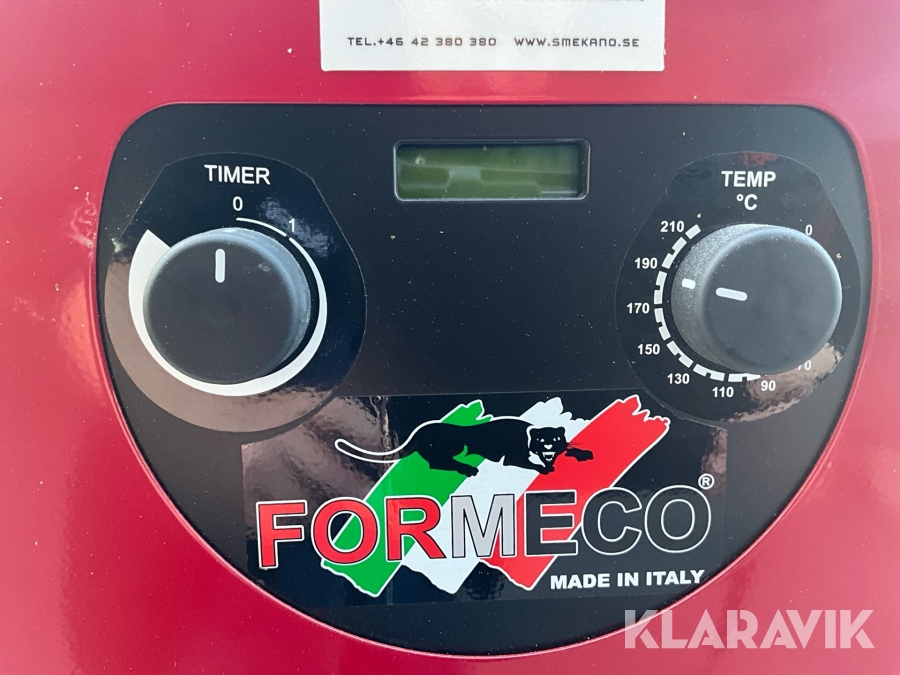 TEL.+46 42 380 380 WWW.SMEKANO.SE
TIMER
0
1
TEMP
°C
210
0
190
170
150
130
110
90
70
FORMECO®
MADE IN ITALY
KLARAVIK